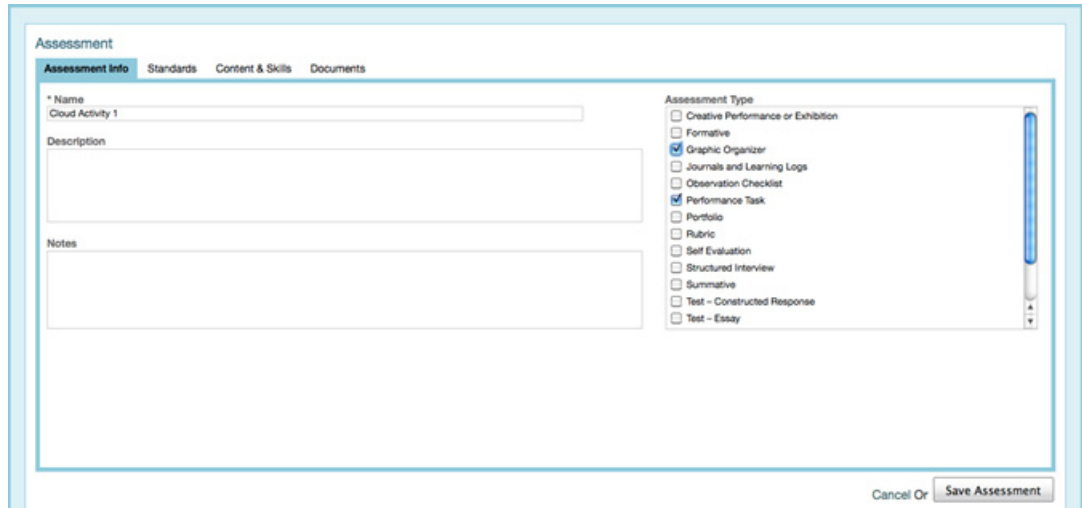 Assessment
Assessment Info Standards Content & Skills Documents
* Name
Cloud Activity 1
Description
Notes
Assessment Type
Creative Performance or Exhibition
Formative
Graphic Organizer
Journals and Learning Logs
Observation Checklist
Performance Task
Portfolio
Rubric
Self Evaluation
Structured Interview
Summative
Test – Constructed Response
Test – Essay
Cancel Or Save Assessment